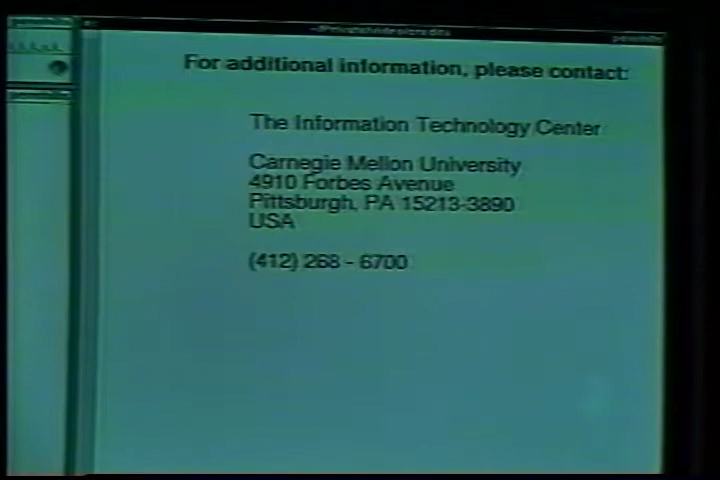 For additional information, please contact:
The Information Technology Center
Carnegie Mellon University
4910 Forbes Avenue
Pittsburgh, PA 15213-3890
USA
(412) 268 - 6700